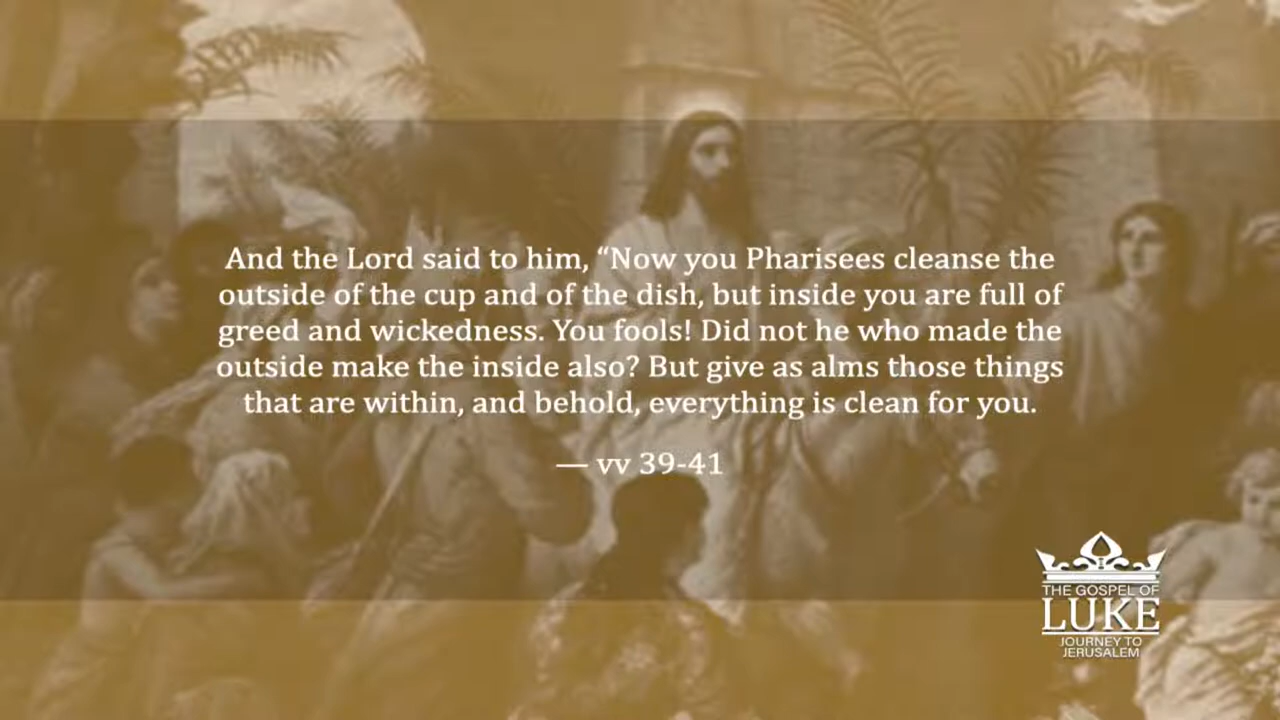 And the Lord said to him, “Now you Pharisees cleanse the
outside of the cup and of the dish, but inside you are full of
greed and wickedness. You fools! Did not he who made the
outside make the inside also? But give as alms those things
that are within, and behold, everything is clean for you.
— vv 39-41
THE GOSPEL OF
LUKE
JOURNEY TO
JERUSALEM